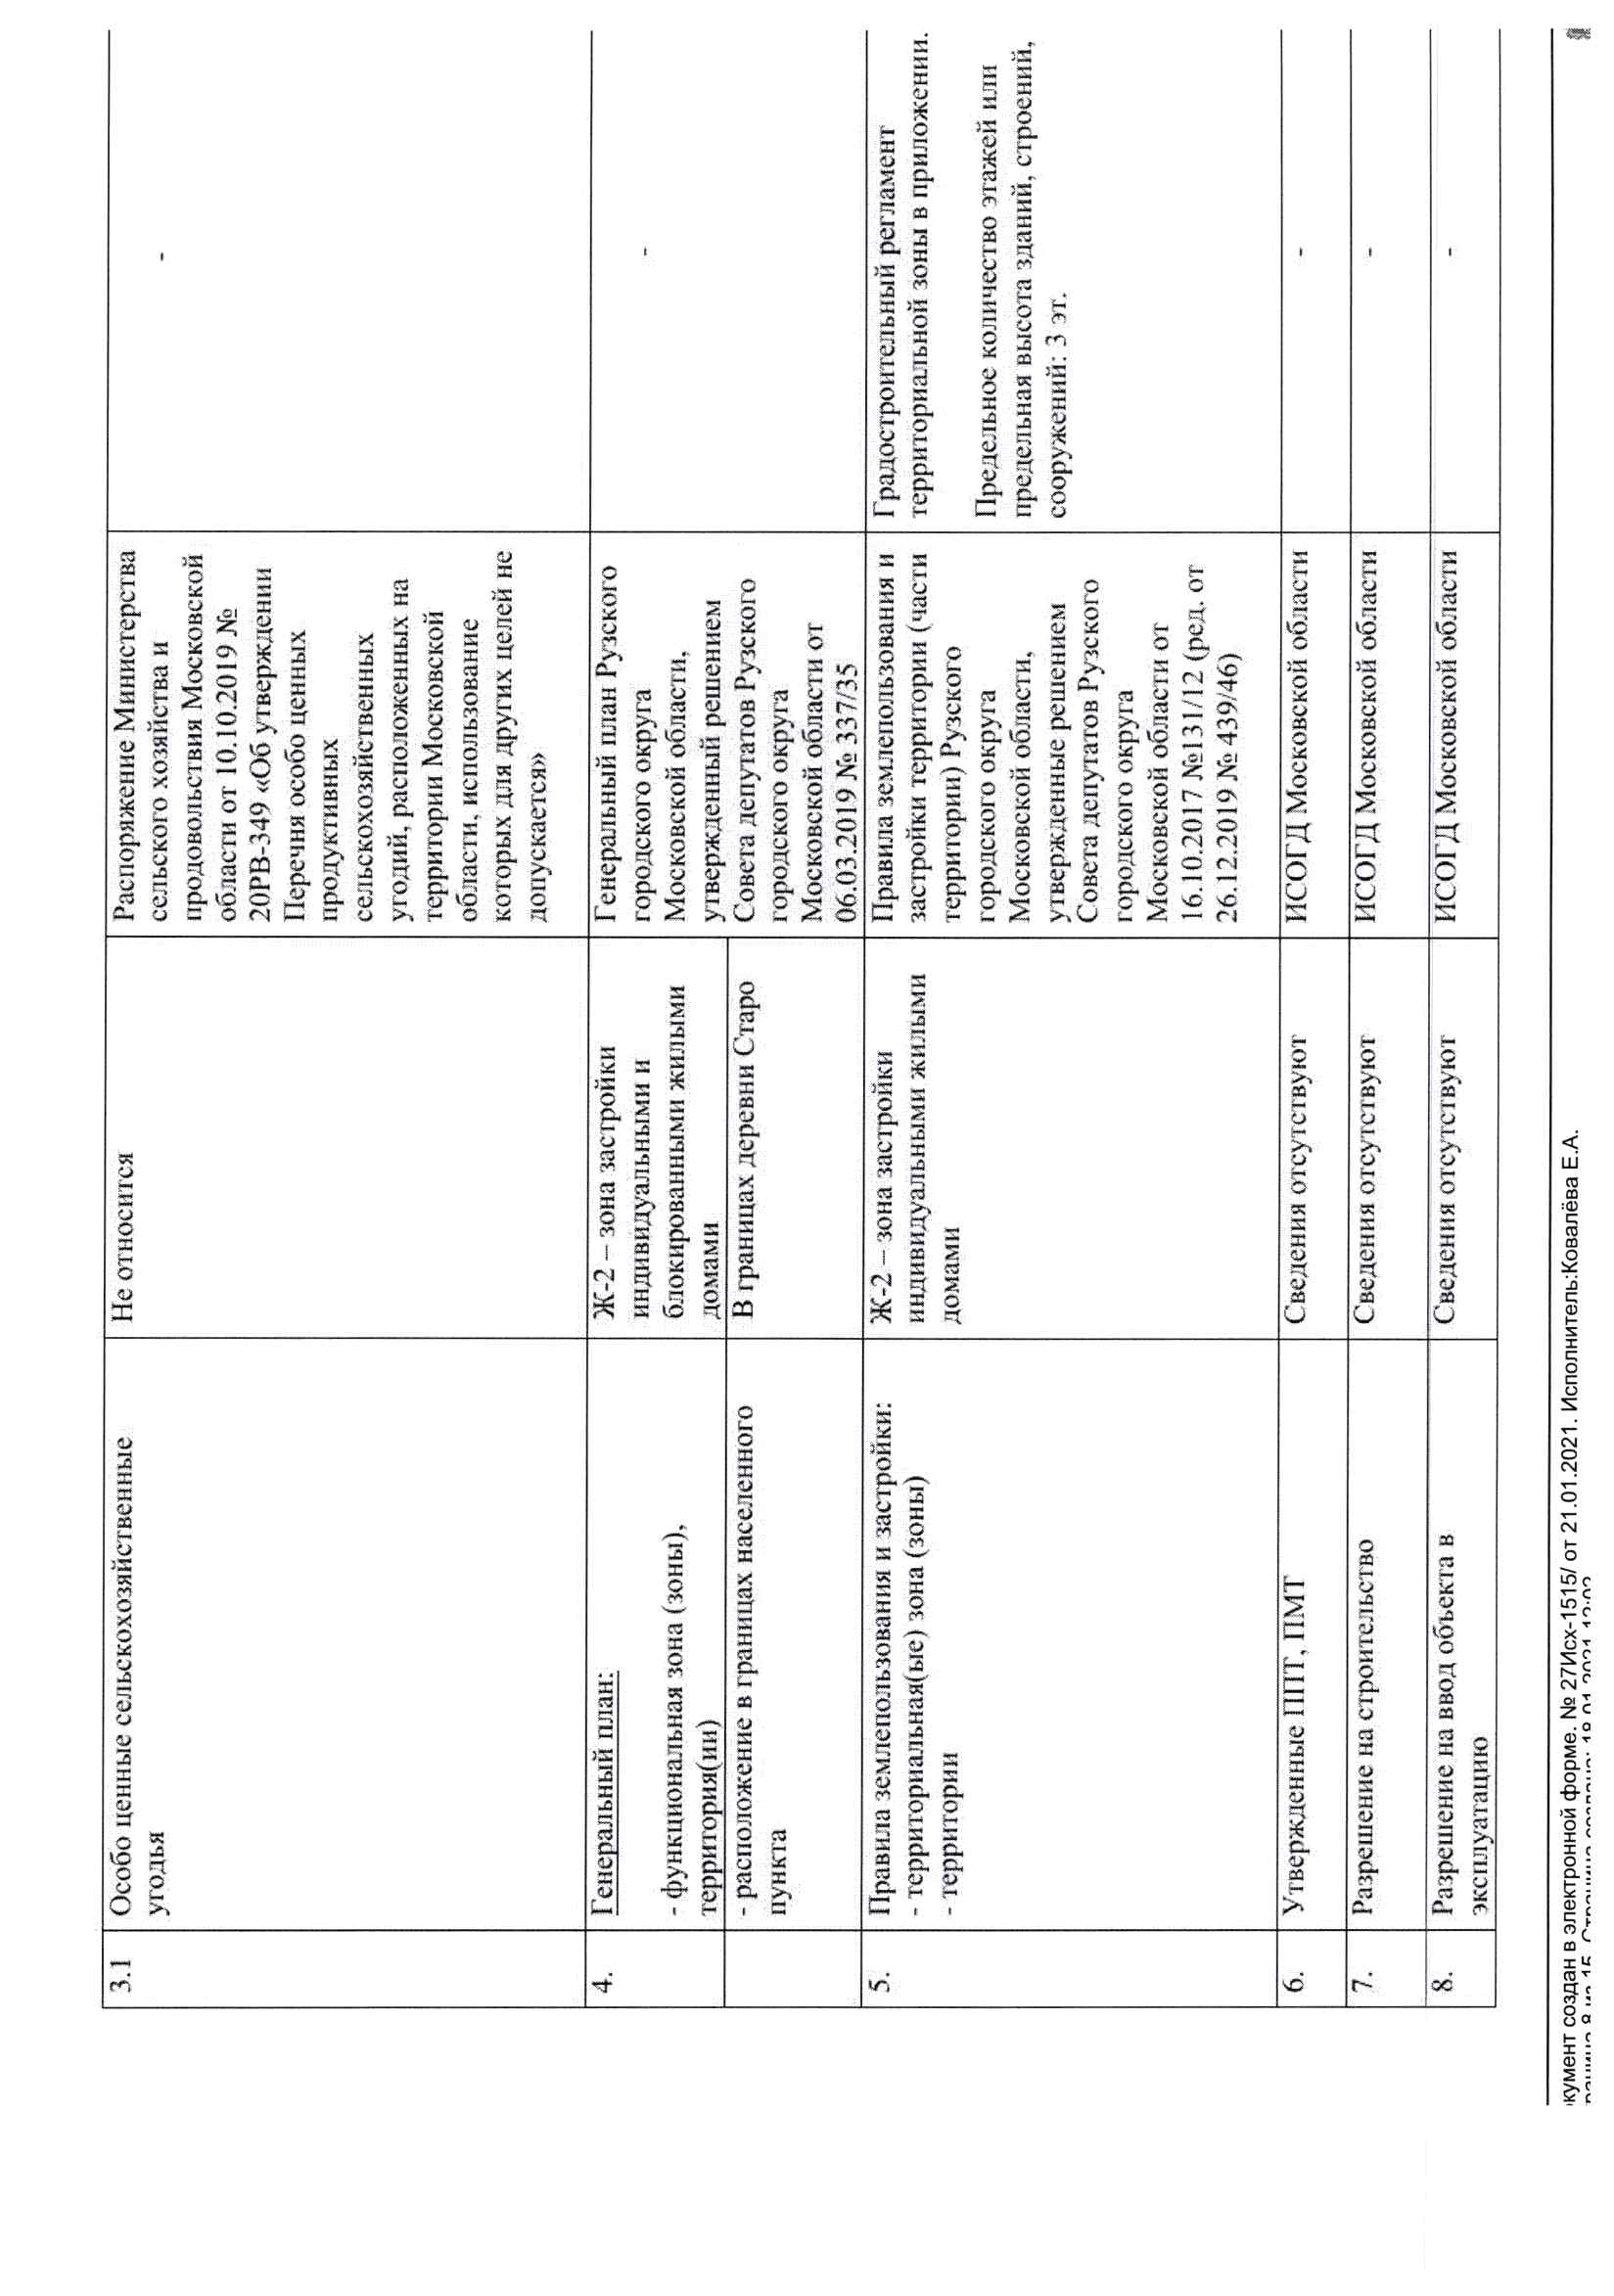 3.1
Особо ценные сельскохозяйственные
угодья
Не относится
Распоряжение Министерства
сельского хозяйства и
продовольствия Московской
области от 10.10.2019 №
20РВ-349 «Об утверждении
Перечня особо ценных
продуктивных
сельскохозяйственных
угодий, расположенных на
территории Московской
области, использование
которых для других целей не
допускается»
-
4.
Генеральный план:
- функциональная зона (зоны),
территория(ии)
Ж-2 – зона застройки
индивидуальными и
блокированными жилыми
домами
- расположение в границах населенного
пункта
В границах деревни Старо
Генеральный план Рузского
городского округа
Московской области,
утвержденный решением
Совета депутатов Рузского
городского округа
Московской области от
06.03.2019 № 337/35
-
5.
Правила землепользования и застройки:
- территориальная(ые) зона (зоны)
- территории
Ж-2 – зона застройки
индивидуальными жилыми
домами
Правила землепользования и
застройки территории (части
территории) Рузского
городского округа
Московской области,
утвержденные решением
Совета депутатов Рузского
городского округа
Московской области от
16.10.2017 №131/12 (ред. от
26.12.2019 № 439/46)
Градостроительный регламент
территориальной зоны в приложении.
Предельное количество этажей или
предельная высота зданий, строений,
сооружений: 3 эт.
6.
Утвержденные ППТ, ПМТ
Сведения отсутствуют
ИСОГД Московской области
-
7.
Разрешение на строительство
Сведения отсутствуют
ИСОГД Московской области
-
8.
Разрешение на ввод объекта в
эксплуатацию
Сведения отсутствуют
ИСОГД Московской области
-
кумент создан в электронной форме. № 27Исх-1515/ от 21.01.2021. Исполнитель:Ковалёва Е.А.